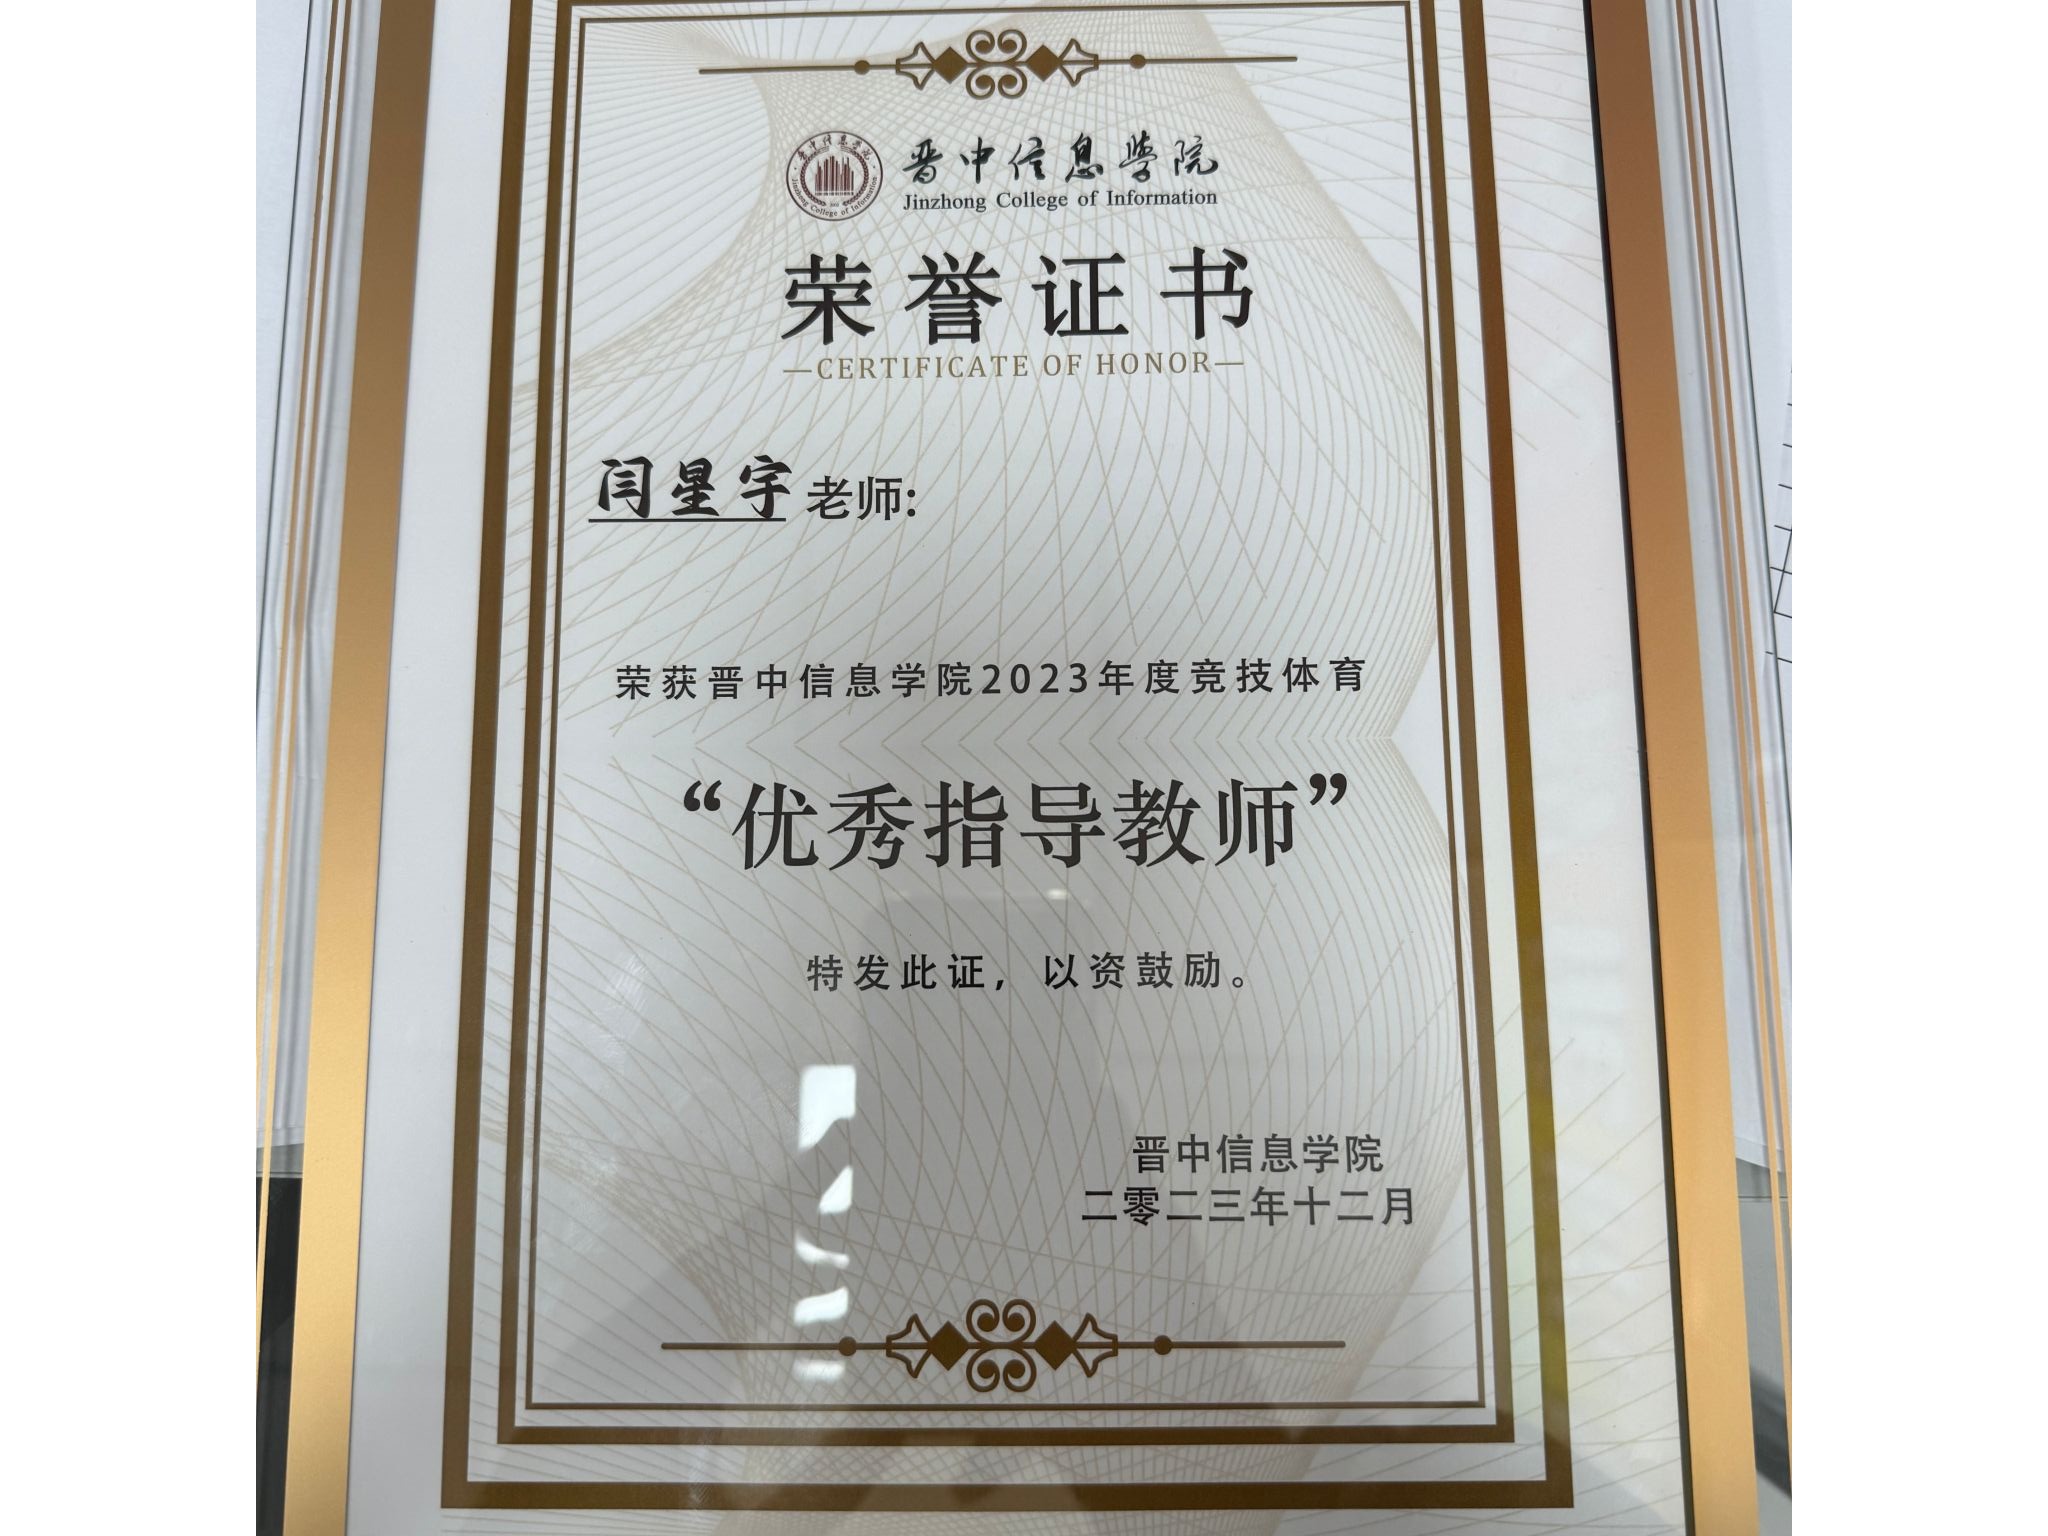 晋中信息学院
Jinzhong College of Information
荣誉证书
—CERTIFICATE OF HONOR—
闫星宇 老师:
荣获晋中信息学院2023年度竞技体育
“优秀指导教师”
特发此证，以资鼓励。
晋中信息学院
二零二三年十二月